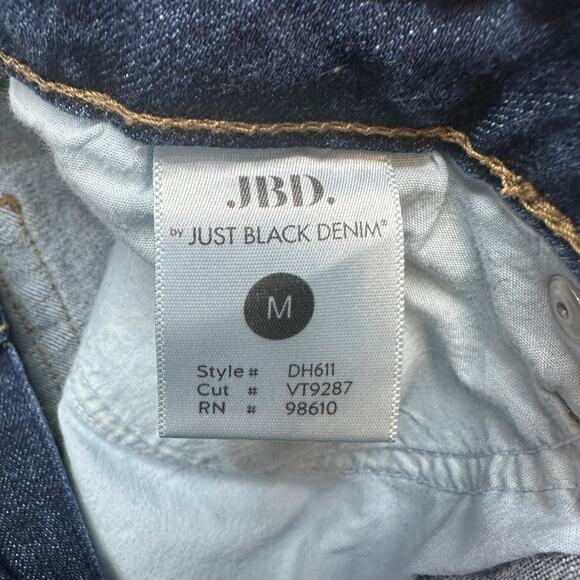 JBD.
by JUST BLACK DENIM®
M
Style # DH611
Cut # VT9287
RN # 98610